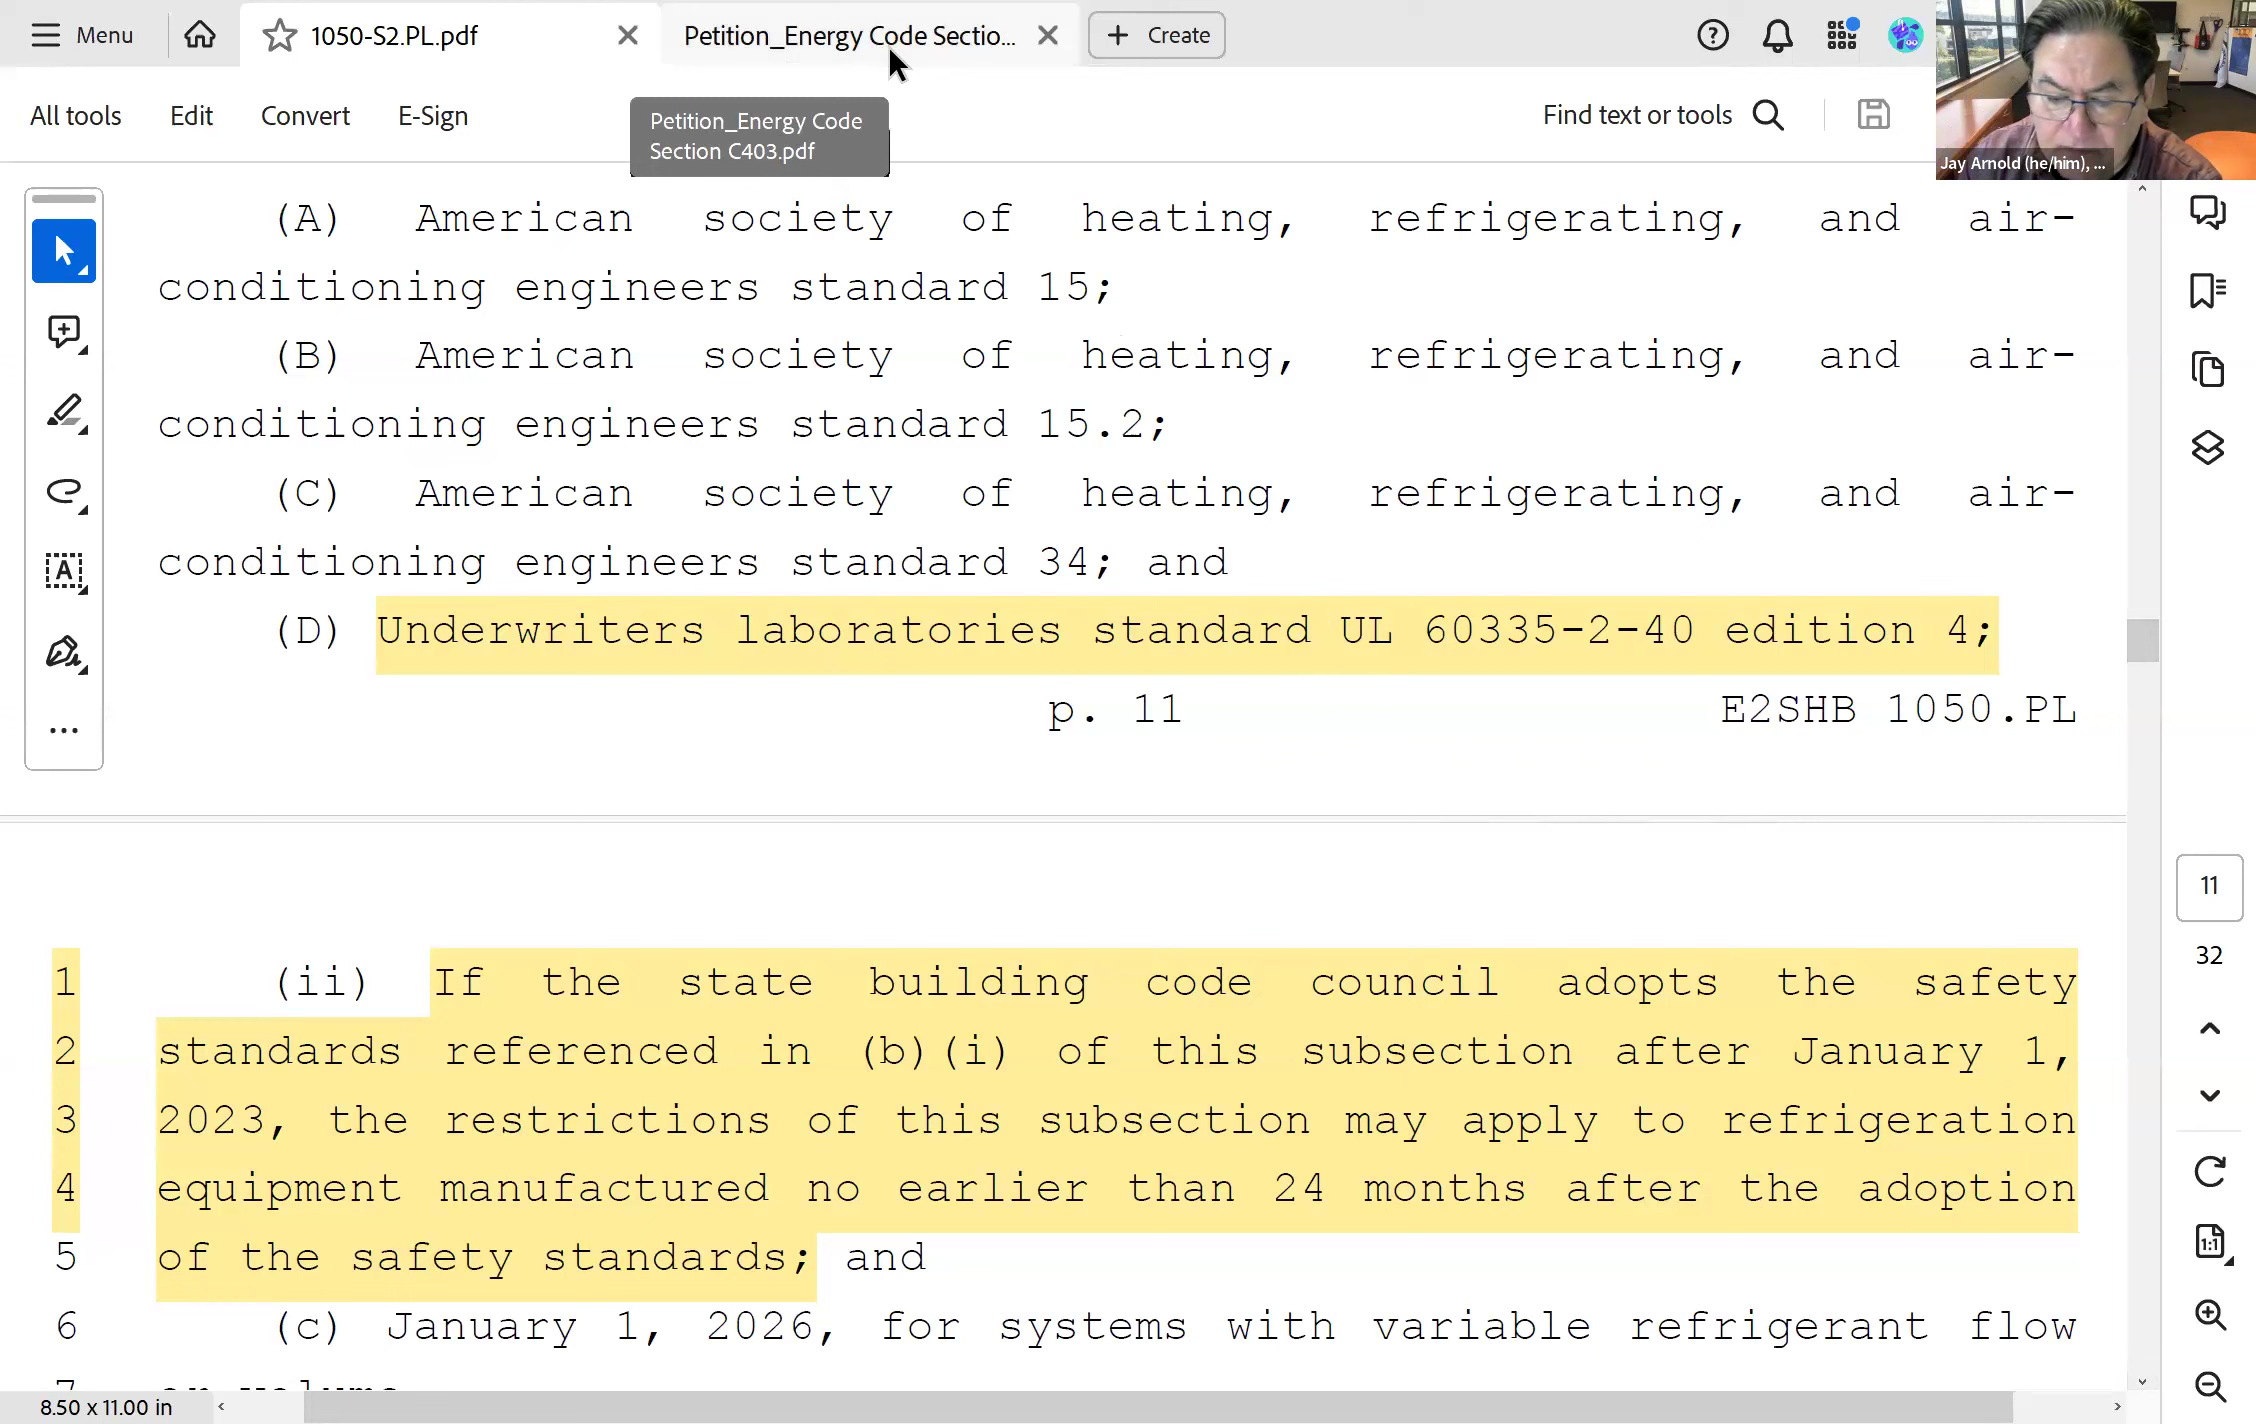 Menu
1050-S2.PL.pdf
Petition_Energy Code Sectio...
Create
All tools
Edit
Convert
E-Sign
Petition_Energy Code
Section C403.pdf
Find text or tools
Jay Arnold (he/him), ...
(A) American society of heating, refrigerating, and air-
conditioning engineers standard 15;
(B) American society of heating, refrigerating, and air-
conditioning engineers standard 15.2;
(C) American society of heating, refrigerating, and air-
conditioning engineers standard 34; and
(D) Underwriters laboratories standard UL 60335-2-40 edition 4;
p. 11 E2SHB 1050.PL
1 (ii) If the state building code council adopts the safety
2 standards referenced in (b)(i) of this subsection after January 1,
3 2023, the restrictions of this subsection may apply to refrigeration
4 equipment manufactured no earlier than 24 months after the adoption
5 of the safety standards; and
6 (c) January 1, 2026, for systems with variable refrigerant flow
11
32
1:1
8.50 x 11.00 in